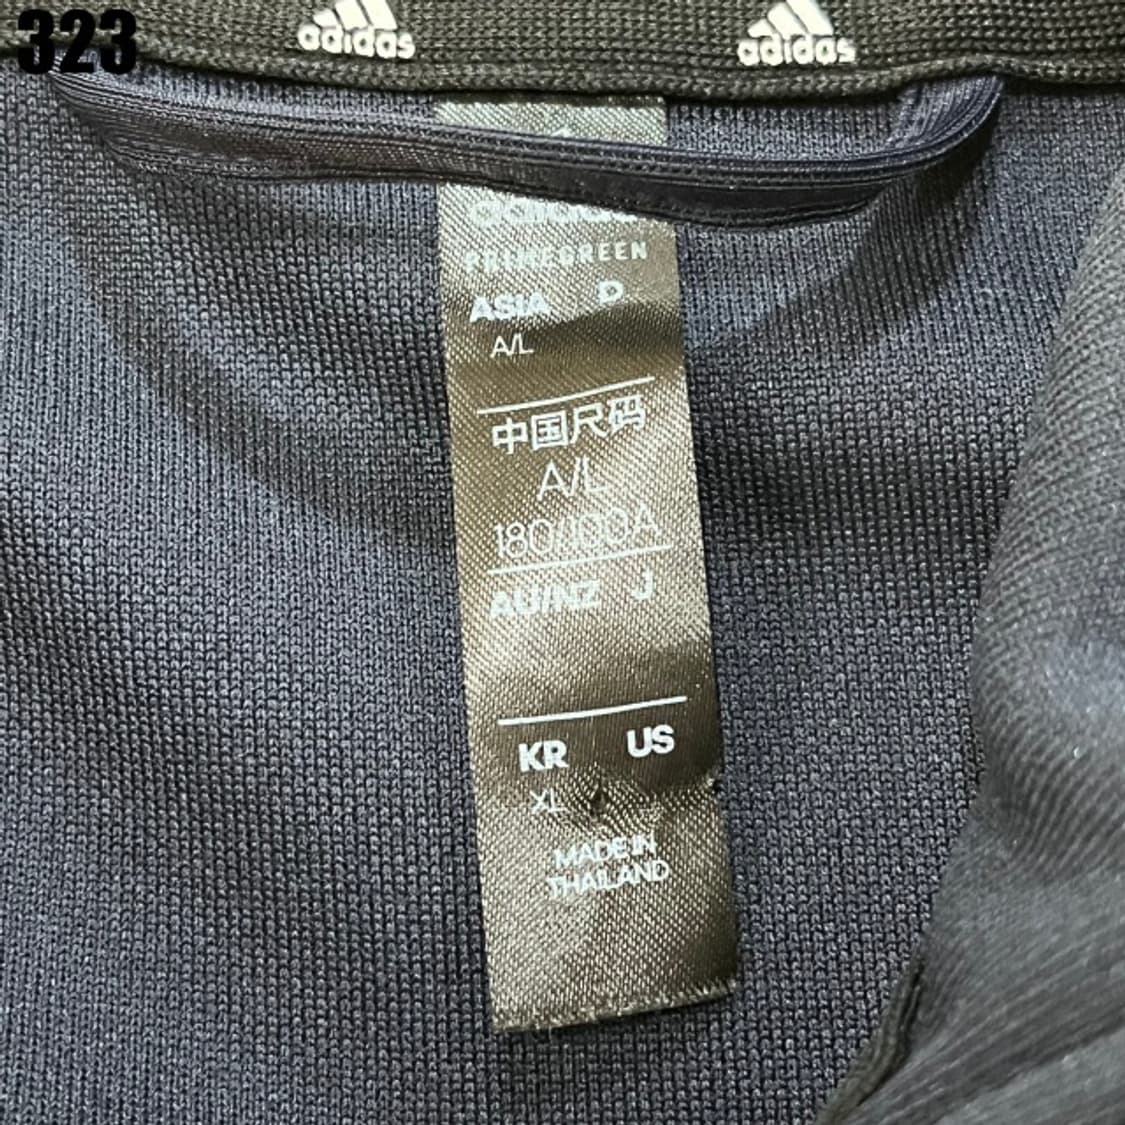 323
adidas adidas
PRIMEGREEN
ASIA D
A/L
中国尺码
A/L
180/100A
AU/NZ J
KR US
XL
MADE IN
THAILAND